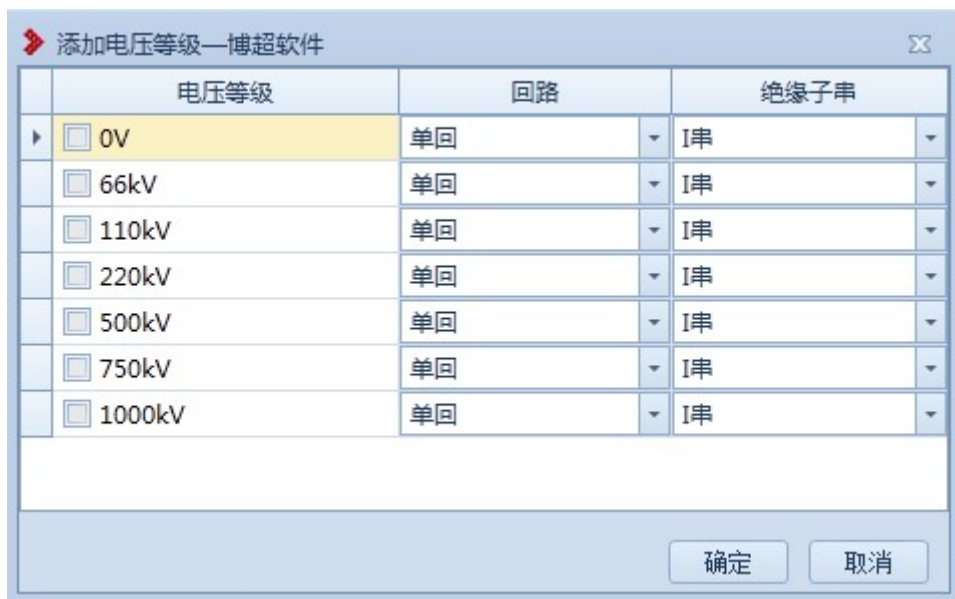 添加电压等级—博超软件
电压等级 回路 绝缘子串
0V 单回 I串
66kV 单回 I串
110kV 单回 I串
220kV 单回 I串
500kV 单回 I串
750kV 单回 I串
1000kV 单回 I串
确定 取消